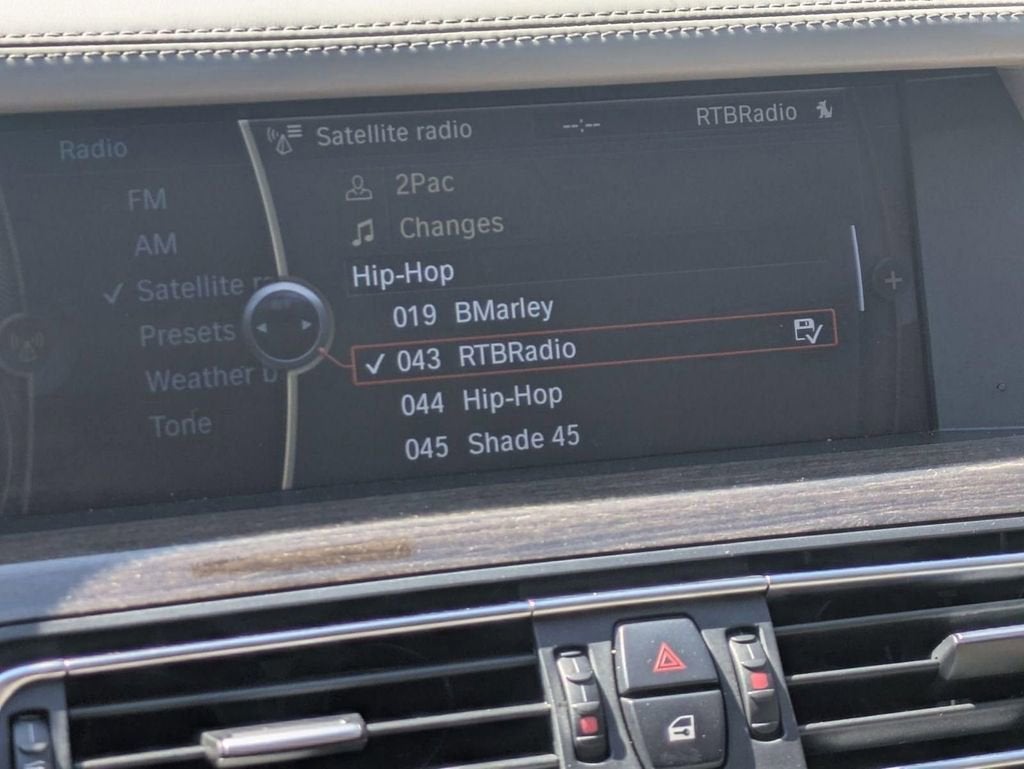 Radio
FM
AM
Satellite r
Presets
Weather b
Tone
Satellite radio --:-- RTBRadio
2Pac
Changes
Hip-Hop
019 BMarley
043 RTBRadio
044 Hip-Hop
045 Shade 45